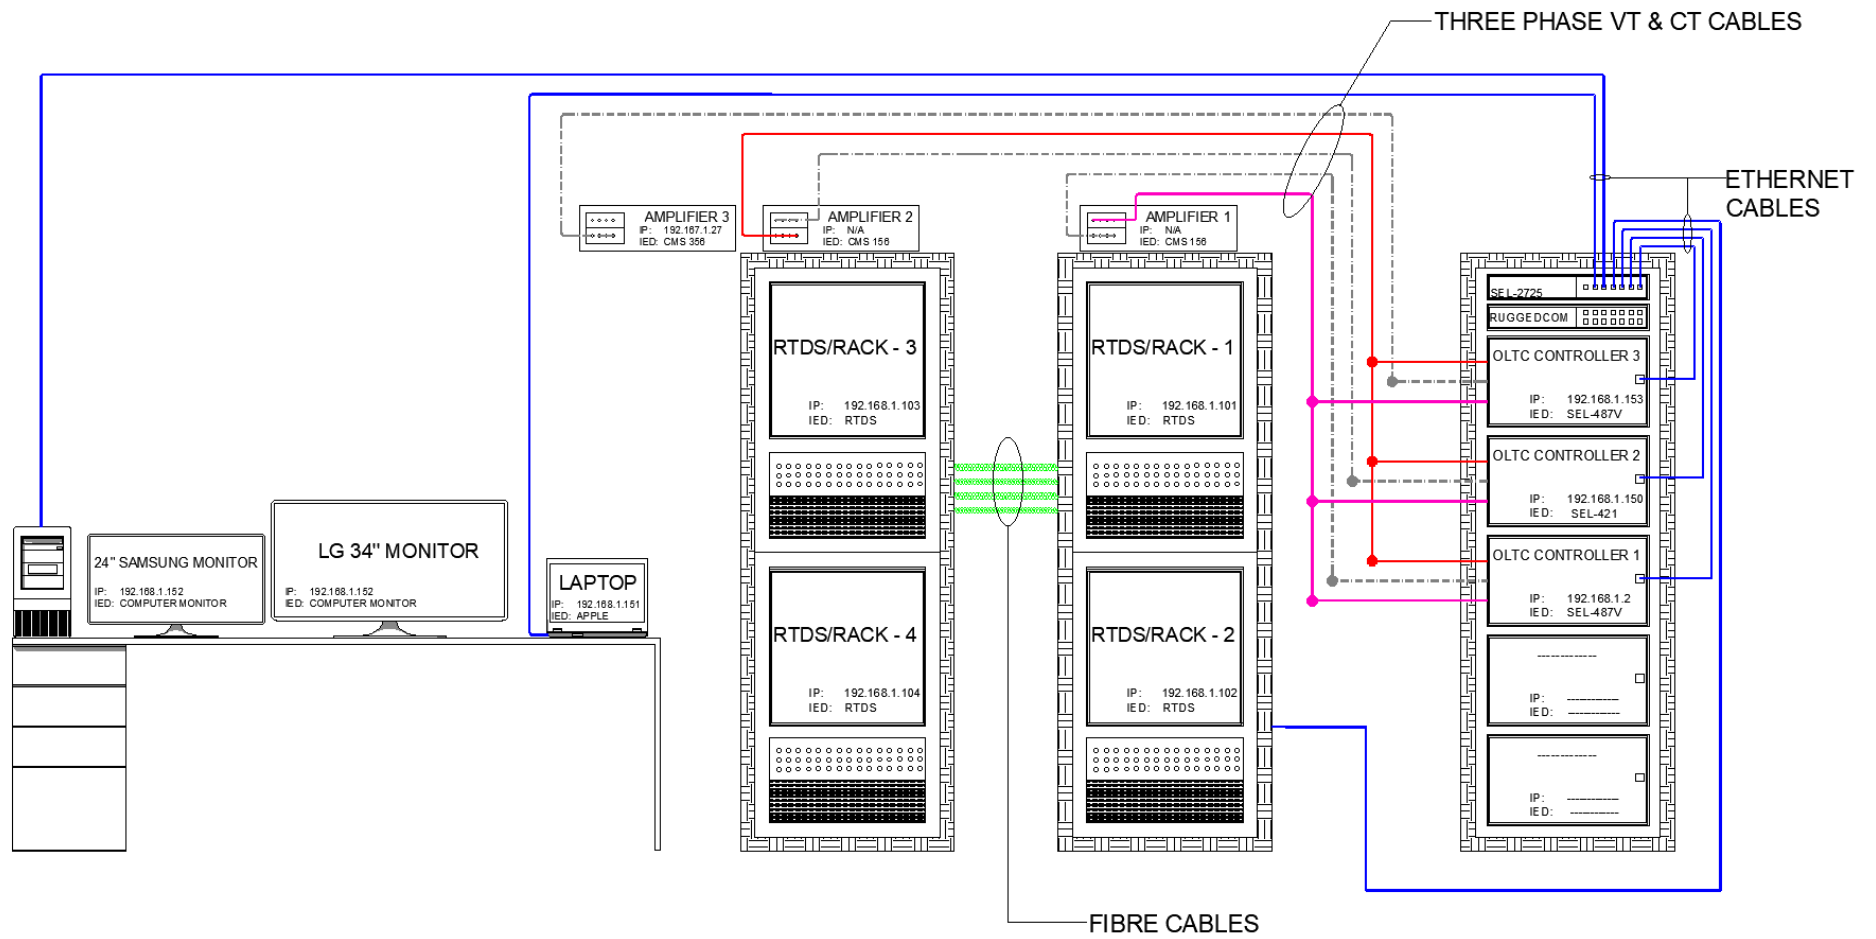 THREE PHASE VT & CT CABLES
ETHERNET
CABLES
AMPLIFIER 3
IP: 192.167.1.27
IED: CMS 356
AMPLIFIER 2
IP: N/A
IED: CMS 156
AMPLIFIER 1
IP: N/A
IED: CMS 156
SEL-2725
RUGGEDCOM
RTDS/RACK - 3
IP: 192.168.1.103
IED: RTDS
RTDS/RACK - 1
IP: 192.168.1.101
IED: RTDS
OLTC CONTROLLER 3
IP: 192.168.1.153
IED: SEL-487V
OLTC CONTROLLER 2
IP: 192.168.1.150
IED: SEL-421
OLTC CONTROLLER 1
IP: 192.168.1.2
IED: SEL-487V
24" SAMSUNG MONITOR
IP: 192.168.1.152
IED: COMPUTER MONITOR
LG 34" MONITOR
IP: 192.168.1.152
IED: COMPUTER MONITOR
LAPTOP
IP: 192.168.1.151
IED: APPLE
RTDS/RACK - 4
IP: 192.168.1.104
IED: RTDS
RTDS/RACK - 2
IP: 192.168.1.102
IED: RTDS
-------------
IP: -------------
IED: -------------
-------------
IP: -------------
IED: -------------
FIBRE CABLES